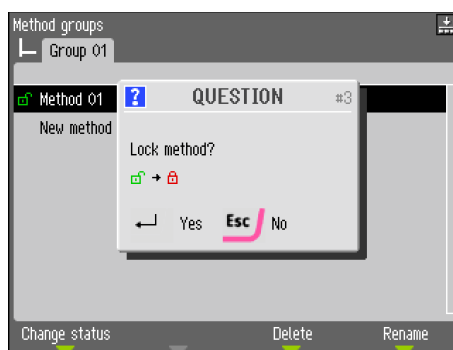 Method groups
Group 01
Method 01
New method
QUESTION #3
Lock method?
Yes Esc No
Change status Delete Rename